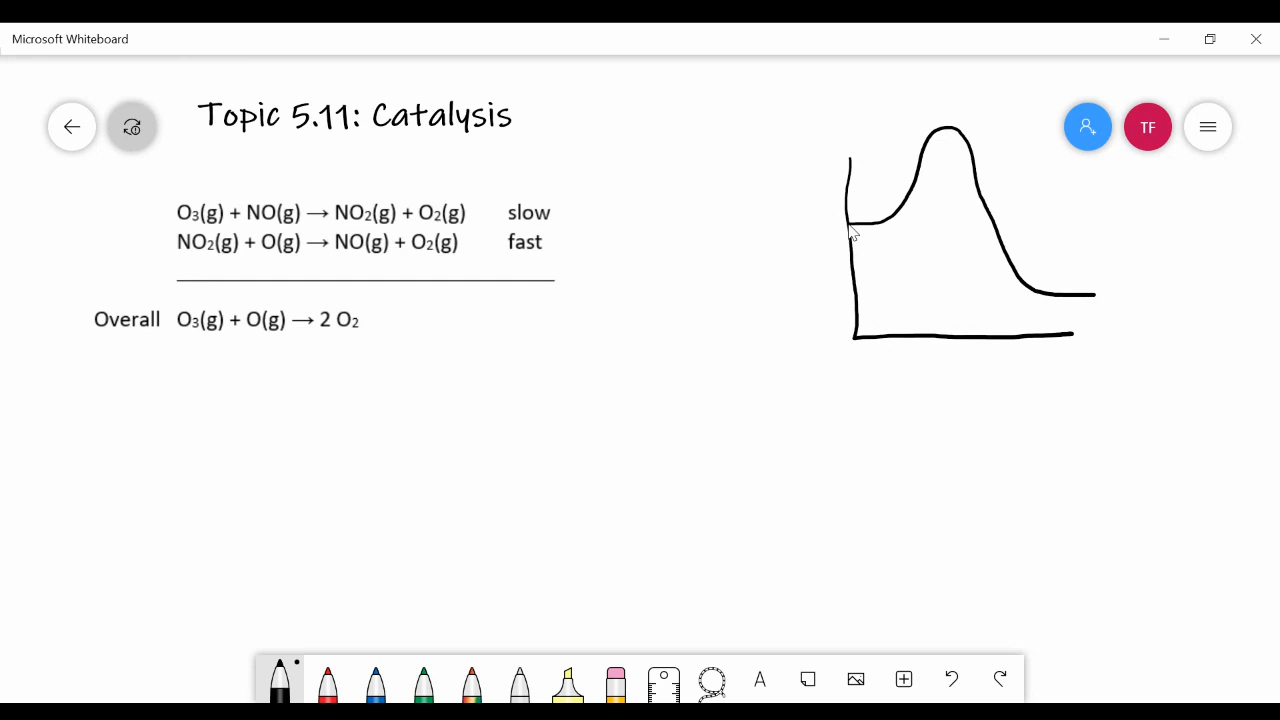 Microsoft Whiteboard
Topic 5.11: Catalysis
TF
O₃(g) + NO(g) → NO₂(g) + O₂(g) slow
NO₂(g) + O(g) → NO(g) + O₂(g) fast
Overall O₃(g) + O(g) → 2 O₂
A